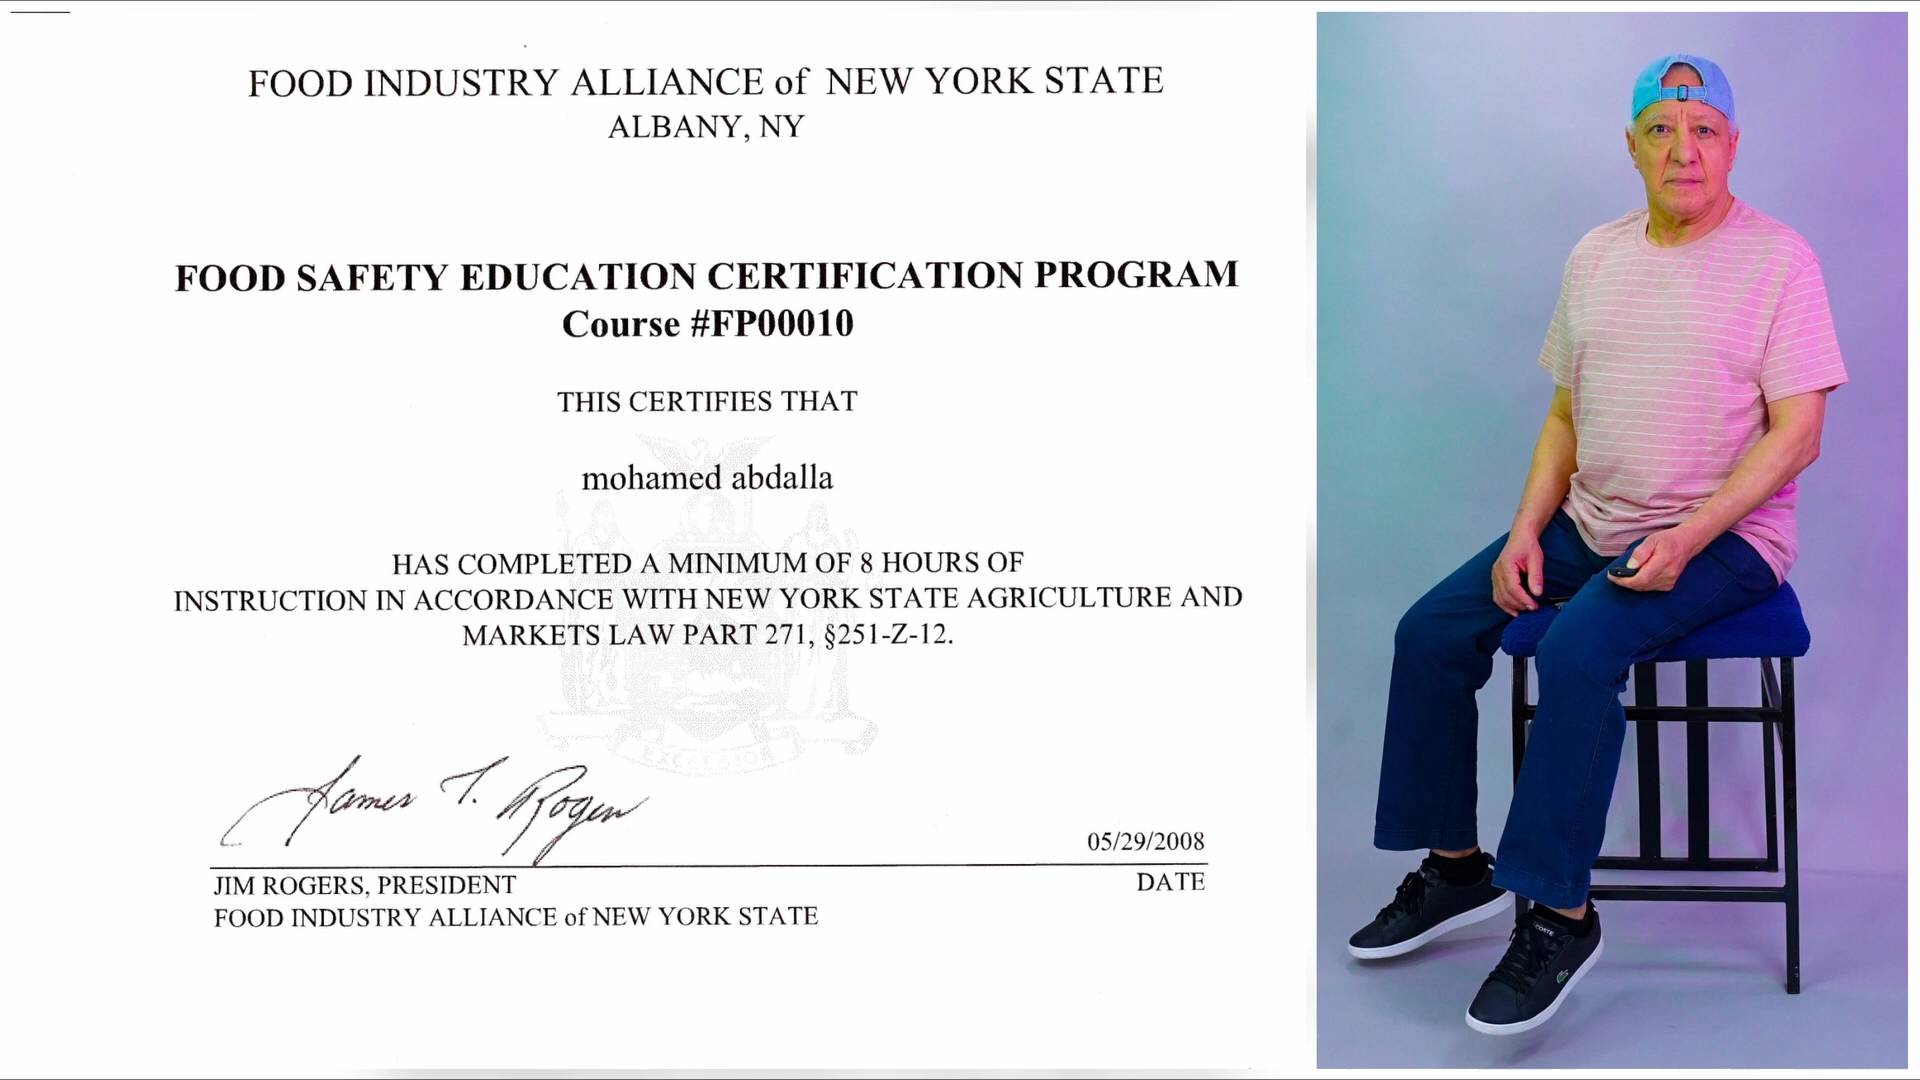 FOOD INDUSTRY ALLIANCE of NEW YORK STATE
ALBANY, NY
FOOD SAFETY EDUCATION CERTIFICATION PROGRAM
Course #FP00010
THIS CERTIFIES THAT
mohamed abdalla
HAS COMPLETED A MINIMUM OF 8 HOURS OF
INSTRUCTION IN ACCORDANCE WITH NEW YORK STATE AGRICULTURE AND
MARKETS LAW PART 271, §251-Z-12.
EXCELSIOR
James T. Rogers
05/29/2008
JIM ROGERS, PRESIDENT
DATE
FOOD INDUSTRY ALLIANCE of NEW YORK STATE